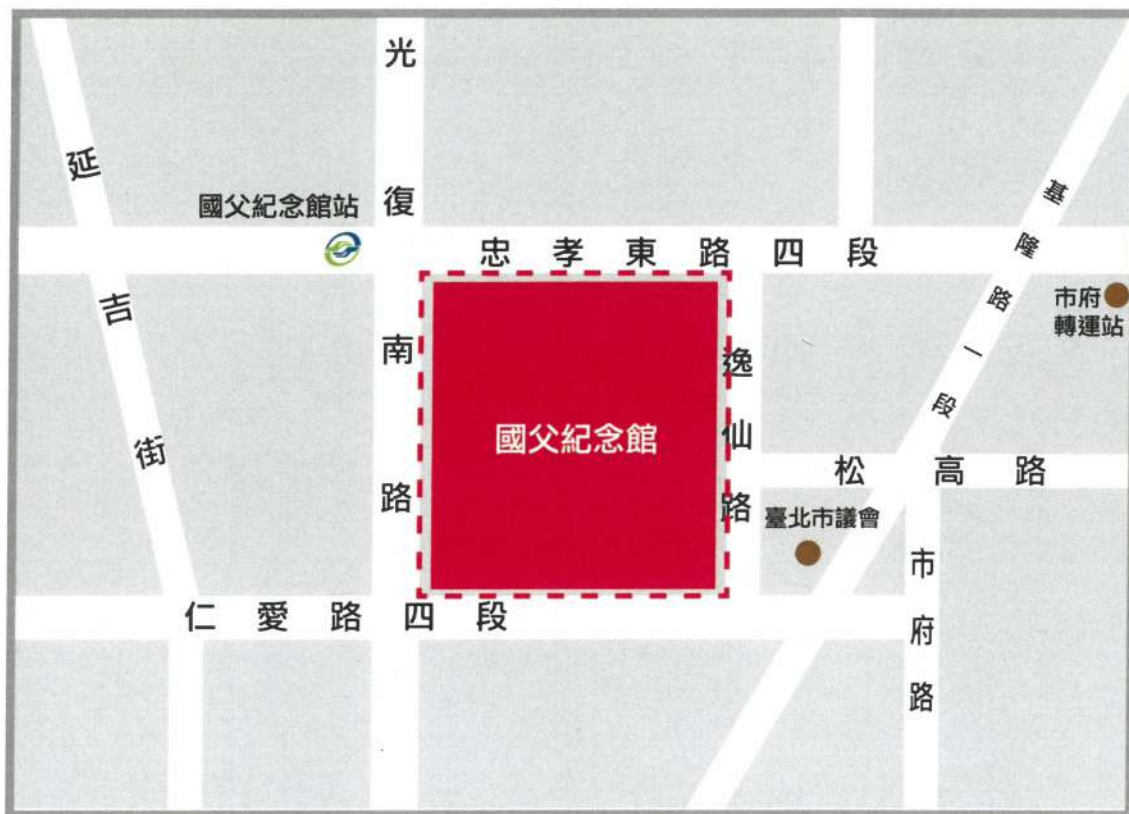 光復南路
延吉街
國父紀念館站
忠孝東路四段
基隆路一段
市府
轉運站
逸仙路
國父紀念館
松高路
臺北市議會
市府路
仁愛路四段